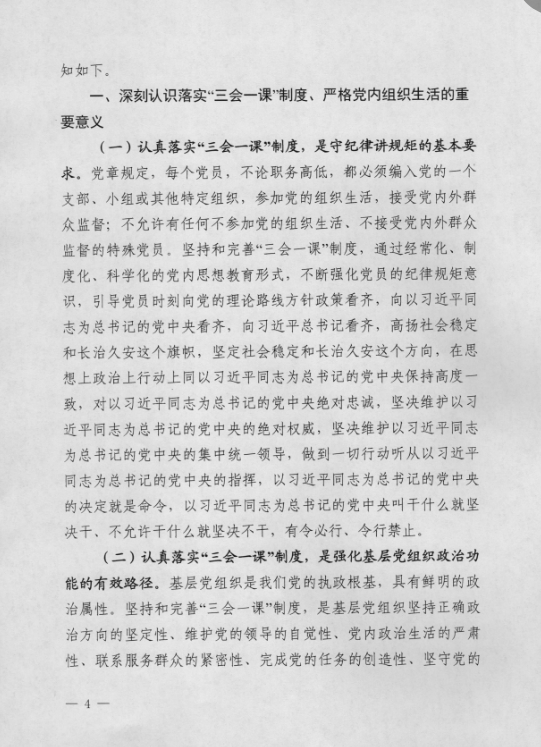 知如下。
一、深刻认识落实“三会一课”制度、严格党内组织生活的重
要意义
（一）认真落实“三会一课”制度，是守纪律讲规矩的基本要
求。党章规定，每个党员，不论职务高低，都必须编入党的一个
支部、小组或其他特定组织，参加党的组织生活，接受党内外群
众监督；不允许有任何不参加党的组织生活、不接受党内外群众
监督的特殊党员。坚持和完善“三会一课”制度，通过经常化、制
度化、科学化的党内思想教育形式，不断强化党员的纪律规矩意
识，引导党员时刻向党的理论路线方针政策看齐，向以习近平同
志为总书记的党中央看齐，向习近平总书记看齐，高扬社会稳定
和长治久安这个旗帜，坚定社会稳定和长治久安这个方向，在思
想上政治上行动上同以习近平同志为总书记的党中央保持高度一
致，对以习近平同志为总书记的党中央绝对忠诚，坚决维护以习
近平同志为总书记的党中央的绝对权威，坚决维护以习近平同志
为总书记的党中央的集中统一领导，做到一切行动听从以习近平
同志为总书记的党中央的指挥，以习近平同志为总书记的党中央
的决定就是命令，以习近平同志为总书记的党中央叫干什么就坚
决干、不允许干什么就坚决不干，有令必行、令行禁止。
（二）认真落实“三会一课”制度，是强化基层党组织政治功
能的有效路径。基层党组织是我们党的执政根基，具有鲜明的政
治属性。坚持和完善“三会一课”制度，是基层党组织坚持正确政
治方向的坚定性、维护党的领导的自觉性、党内政治生活的严肃
性、联系服务群众的紧密性、完成党的任务的创造性、坚守党的
— 4 —